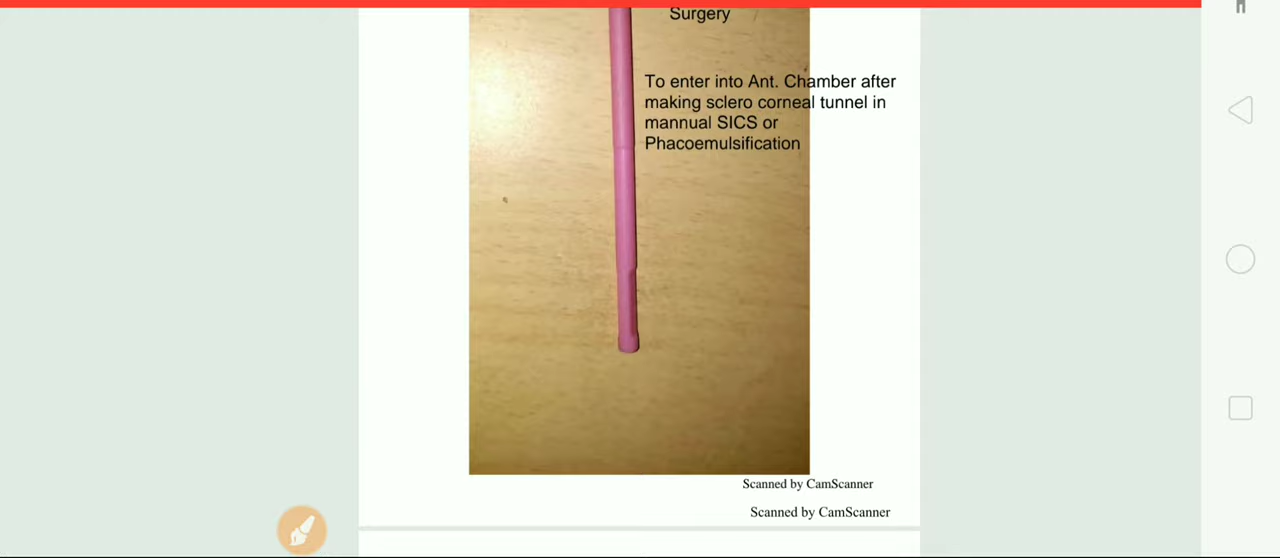 Surgery
To enter into Ant. Chamber after
making sclero corneal tunnel in
mannual SICS or
Phacoemulsification
Scanned by CamScanner
Scanned by CamScanner